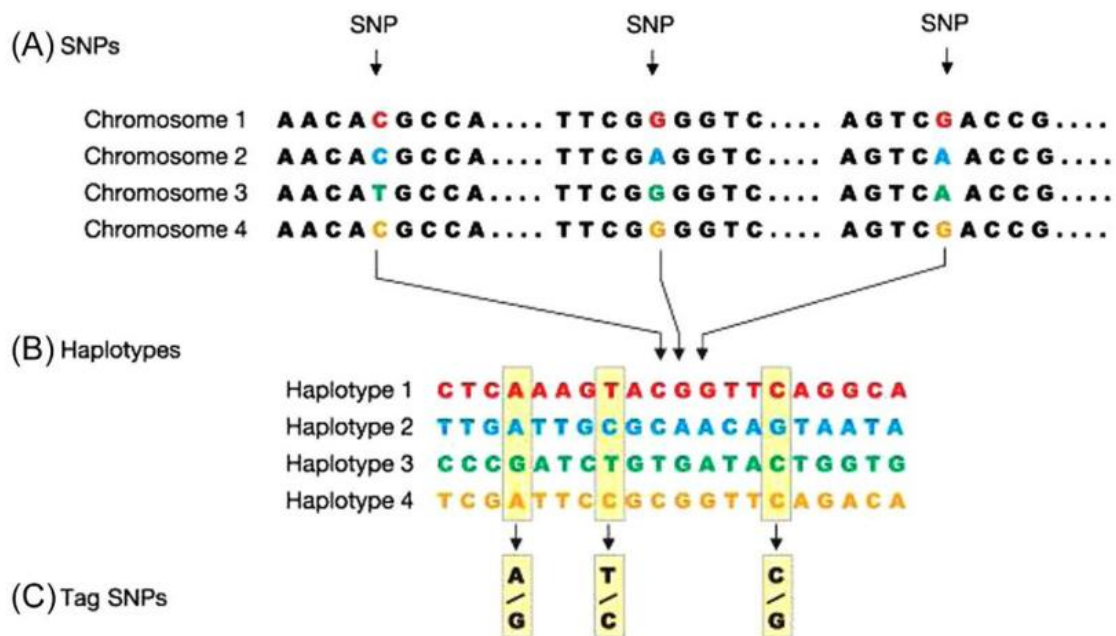 SNP SNP SNP
(A) SNPs
Chromosome 1 AACACGCCA.... TTCGGGGTC.... AGTCGACCG....
Chromosome 2 AACACGCCA.... TTCGAGGTC.... AGTCAACCG....
Chromosome 3 AACATGCCA.... TTCGGGGTC.... AGTCAACCG....
Chromosome 4 AACACGCCA.... TTCGGGGTC.... AGTCGACCG....
(B) Haplotypes
Haplotype 1 CTCAAAGTACGGTTCAGGCA
Haplotype 2 TTGATTGCGCAACAGTAATA
Haplotype 3 CCCGATCTGTGATACTGGTG
Haplotype 4 TCGATTCCGCGGTTCAGACA
(C) Tag SNPs
A/G T/C C/G